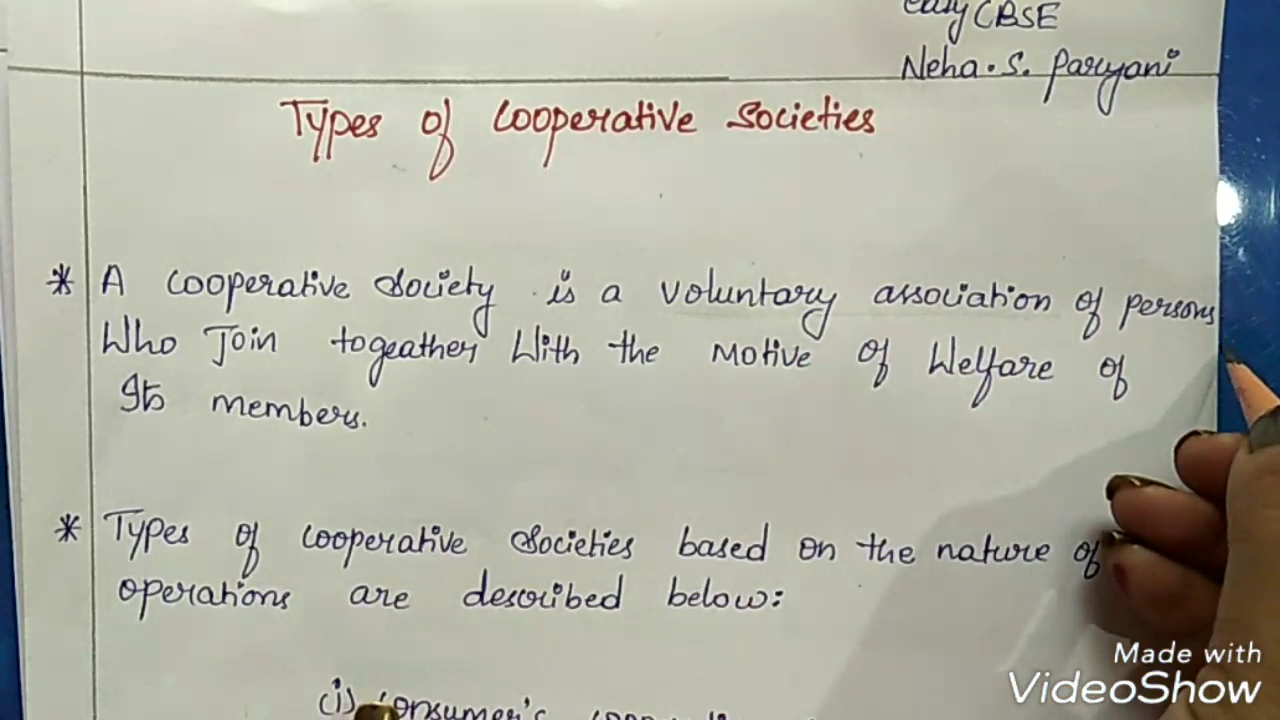 easy CBSE
Neha. S. Paryani
Types of Cooperative Societies
* A cooperative society is a voluntary association of persons
Who Join togeather With the Motive of Welfare of
Its members.
* Types of cooperative societies based on the nature of
operations are described below:
(i) Consumer's
Made with
VideoShow